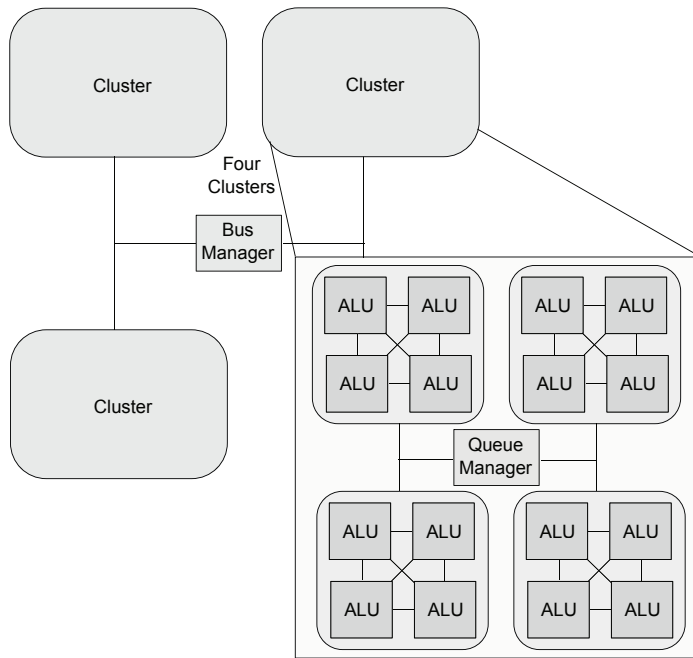 Cluster
Cluster
Four
Clusters
Bus
Manager
Cluster
ALU ALU ALU ALU
ALU ALU ALU ALU
Queue
Manager
ALU ALU ALU ALU
ALU ALU ALU ALU